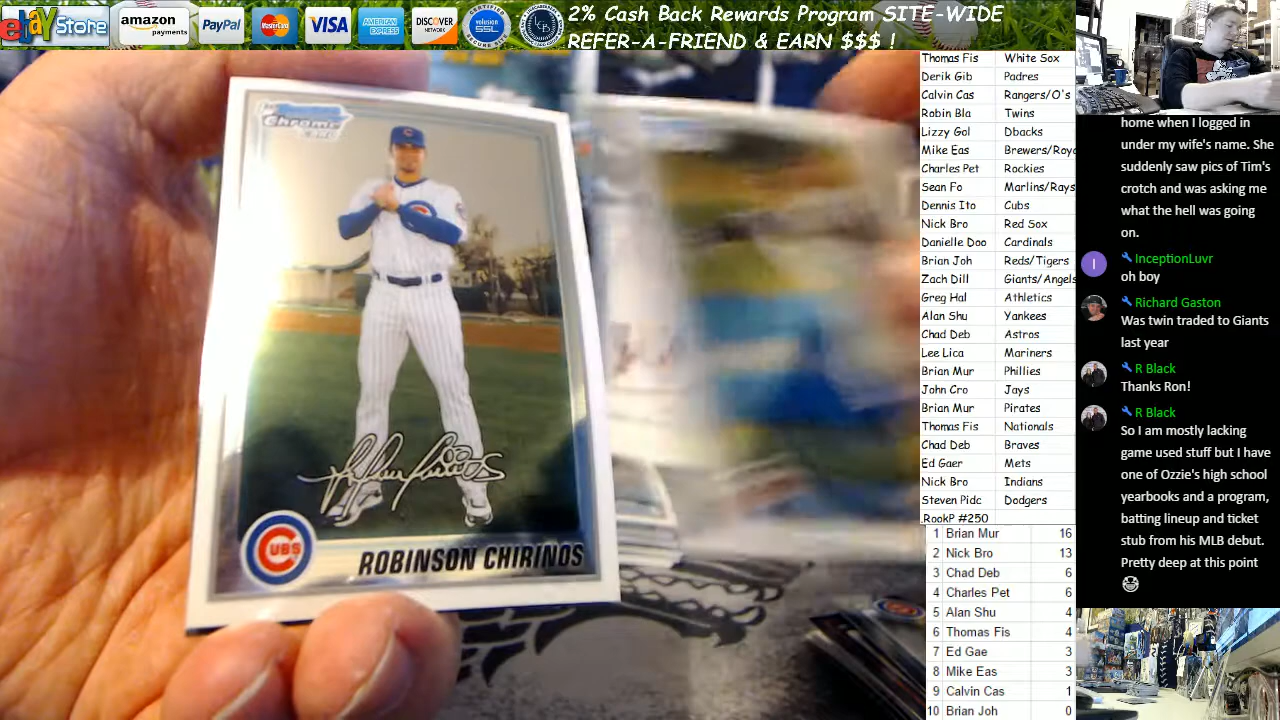 ebay Store
amazon
payments
PayPal
MasterCard
VISA
AMERICAN
EXPRESS
DISCOVER
NETWORK
volusion
SSL
2% Cash Back Rewards Program SITE-WIDE
REFER-A-FRIEND & EARN $$$ !
Chrome
CUBS
ROBINSON CHIRINOS
Thomas Fis White Sox
Derik Gib Padres
Calvin Cas Rangers/O's
Robin Bla Twins
Lizzy Gol Dbacks
Mike Eas Brewers/Roya
Charles Pet Rockies
Sean Fo Marlins/Rays
Dennis Ito Cubs
Nick Bro Red Sox
Danielle Doo Cardinals
Brian Joh Reds/Tigers
Zach Dill Giants/Angels
Greg Hal Athletics
Alan Shu Yankees
Chad Deb Astros
Lee Lica Mariners
Brian Mur Phillies
John Cro Jays
Brian Mur Pirates
Thomas Fis Nationals
Chad Deb Braves
Ed Gaer Mets
Nick Bro Indians
Steven Pidc Dodgers
.RookP #250
1 Brian Mur 16
2 Nick Bro 13
3 Chad Deb 6
4 Charles Pet 6
5 Alan Shu 4
6 Thomas Fis 4
7 Ed Gae 3
8 Mike Eas 3
9 Calvin Cas 1
10 Brian Joh 0
home when I logged in
under my wife's name. She
suddenly saw pics of Tim's
crotch and was asking me
what the hell was going
on.
I
InceptionLuvr
oh boy
Richard Gaston
Was twin traded to Giants
last year
R Black
Thanks Ron!
R Black
So I am mostly lacking
game used stuff but I have
one of Ozzie's high school
yearbooks and a program,
batting lineup and ticket
stub from his MLB debut.
Pretty deep at this point